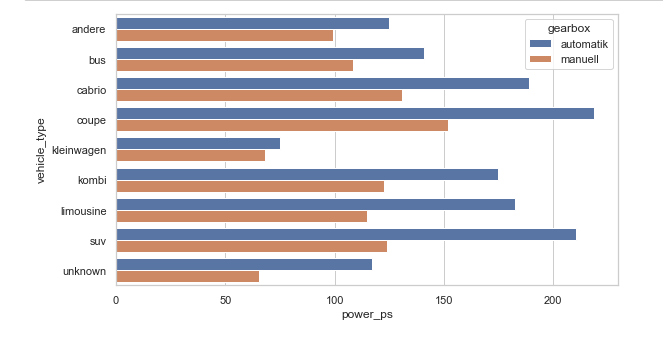 gearbox
automatik
manuell
andere
bus
cabrio
coupe
kleinwagen
kombi
limousine
suv
unknown
vehicle_type
0 50 100 150 200
power_ps